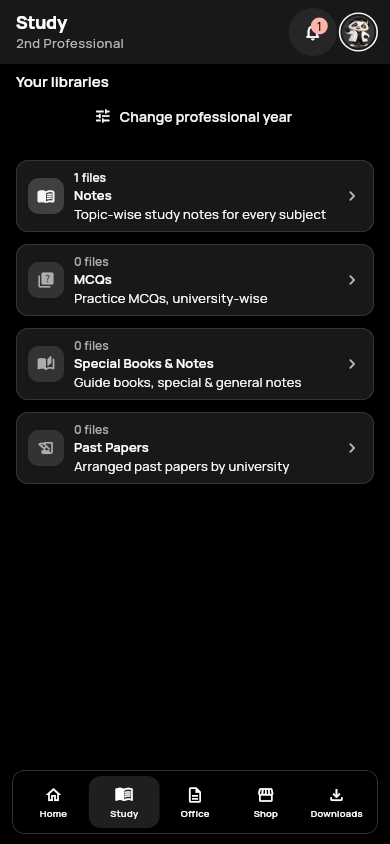 Study
2nd Professional
1
Your libraries
Change professional year
1 files
Notes
Topic-wise study notes for every subject
0 files
MCQs
Practice MCQs, university-wise
0 files
Special Books & Notes
Guide books, special & general notes
0 files
Past Papers
Arranged past papers by university
Home
Study
Office
Shop
Downloads